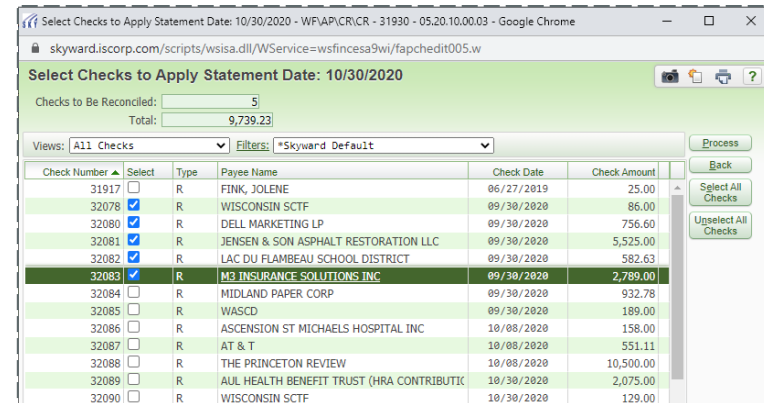 Select Checks to Apply Statement Date: 10/30/2020 - WF\AP\CR\CR - 31930 - 05.20.10.00.03 - Google Chrome
skyward.iscorp.com/scripts/wsisa.dll/WService=wsfincesa9wi/fapchedit005.w
Select Checks to Apply Statement Date: 10/30/2020
Checks to Be Reconciled: 5
Total: 9,739.23
Views: All Checks Filters: *Skyward Default
Process
Back
Select All Checks
Unselect All Checks
Check Number Select Type Payee Name Check Date Check Amount
31917 R FINK, JOLENE 06/27/2019 25.00
32078 R WISCONSIN SCTF 09/30/2020 86.00
32080 R DELL MARKETING LP 09/30/2020 756.60
32081 R JENSEN & SON ASPHALT RESTORATION LLC 09/30/2020 5,525.00
32082 R LAC DU FLAMBEAU SCHOOL DISTRICT 09/30/2020 582.63
32083 R M3 INSURANCE SOLUTIONS INC 09/30/2020 2,789.00
32084 R MIDLAND PAPER CORP 09/30/2020 932.78
32085 R WASCD 09/30/2020 189.00
32086 R ASCENSION ST MICHAELS HOSPITAL INC 10/08/2020 158.00
32087 R AT & T 10/08/2020 551.11
32088 R THE PRINCETON REVIEW 10/08/2020 10,500.00
32089 R AUL HEALTH BENEFIT TRUST (HRA CONTRIBUTIC 10/30/2020 2,075.00
32090 R WISCONSIN SCTF 10/30/2020 129.00